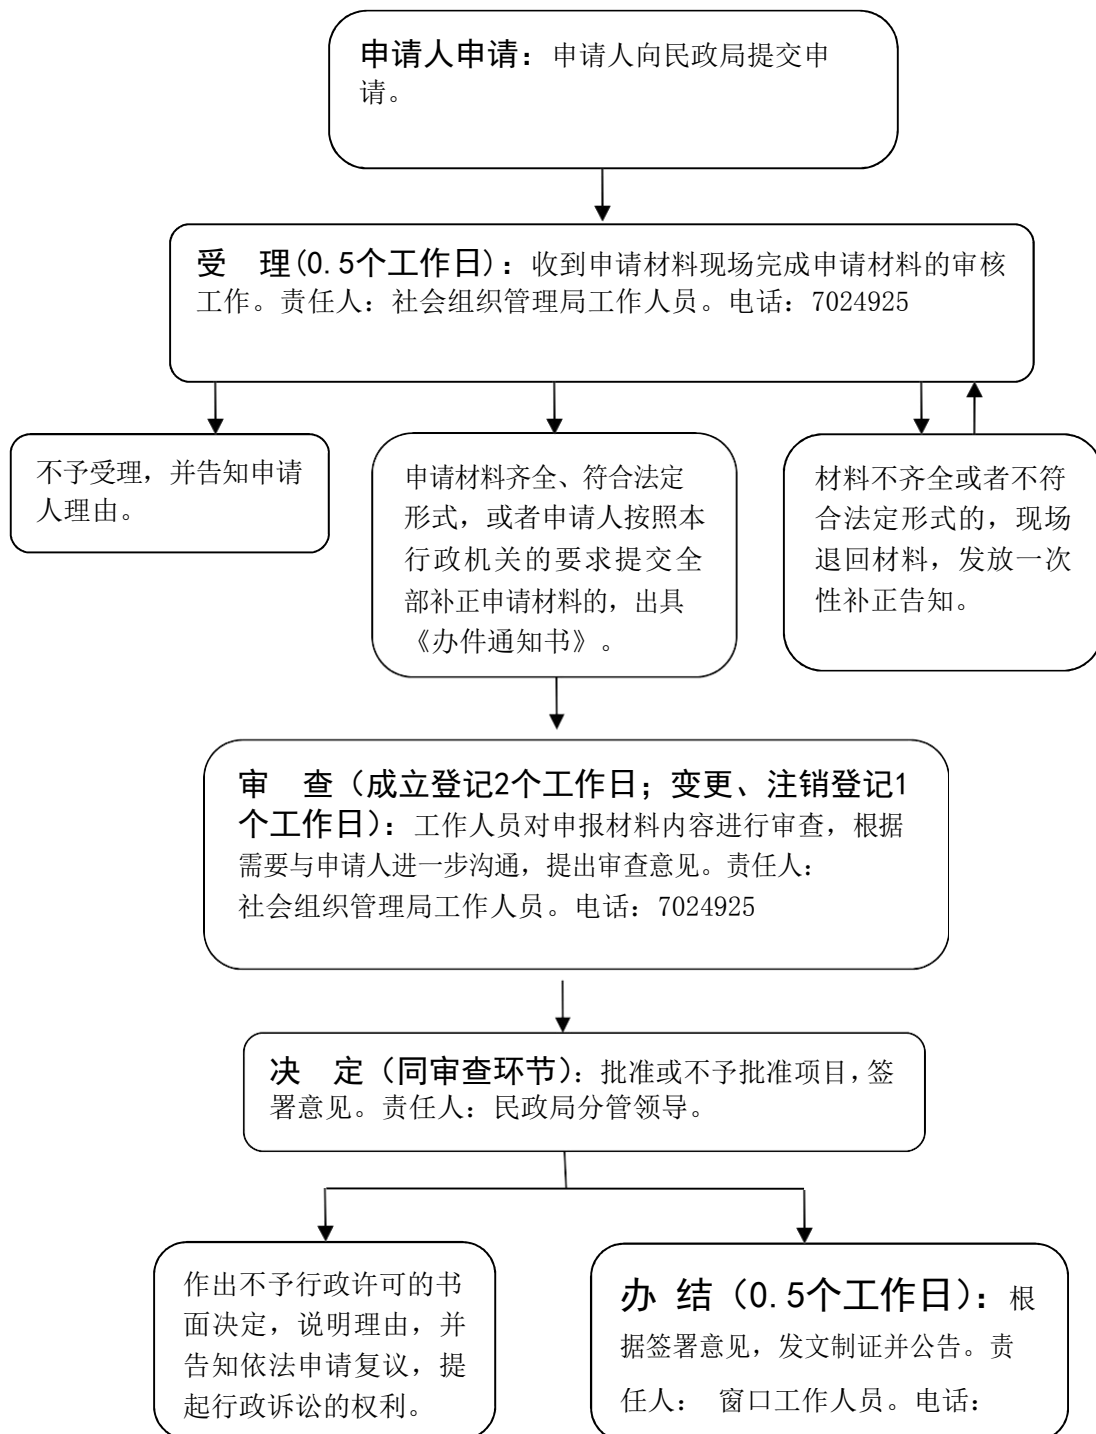 申请人申请：申请人向民政局提交申
请。
受　理(0.5个工作日)：收到申请材料现场完成申请材料的审核
工作。责任人：社会组织管理局工作人员。电话：7024925
不予受理，并告知申请
人理由。
申请材料齐全、符合法定
形式，或者申请人按照本
行政机关的要求提交全
部补正申请材料的，出具
《办件通知书》。
材料不齐全或者不符
合法定形式的，现场
退回材料，发放一次
性补正告知。
审　查（成立登记2个工作日；变更、注销登记1
个工作日）：工作人员对申报材料内容进行审查，根据
需要与申请人进一步沟通，提出审查意见。责任人：
社会组织管理局工作人员。电话：7024925
决　定（同审查环节）：批准或不予批准项目，签
署意见。责任人：民政局分管领导。
作出不予行政许可的书
面决定，说明理由，并
告知依法申请复议，提
起行政诉讼的权利。
办 结（0.5个工作日）：根
据签署意见，发文制证并公告。责
任人： 窗口工作人员。电话：